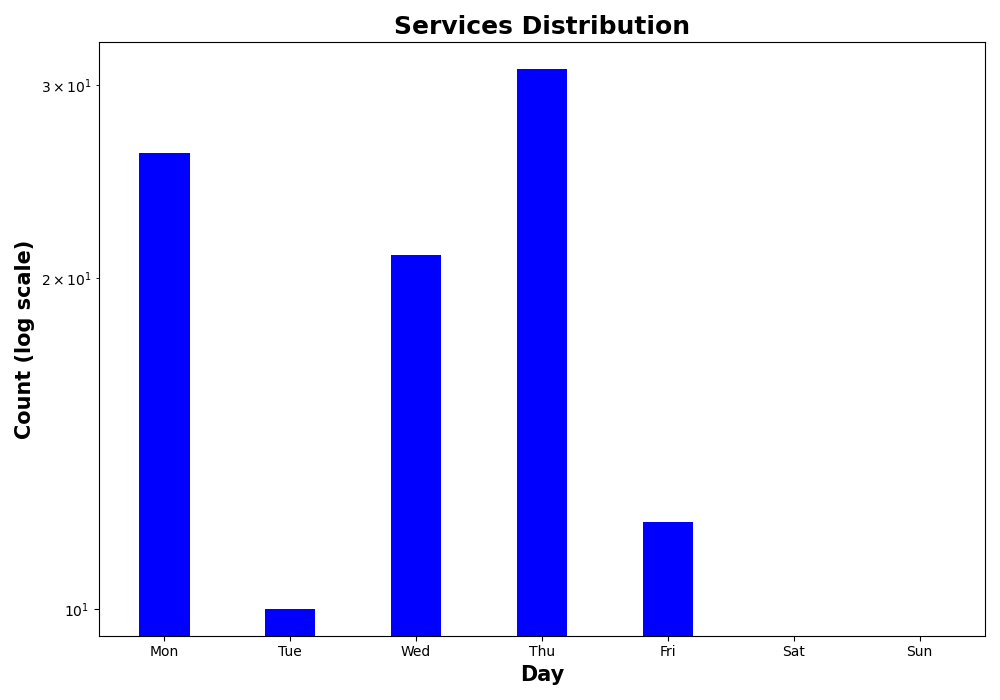 Services Distribution
Count (log scale)
3 × 10¹
2 × 10¹
10¹
Mon Tue Wed Thu Fri Sat Sun
Day